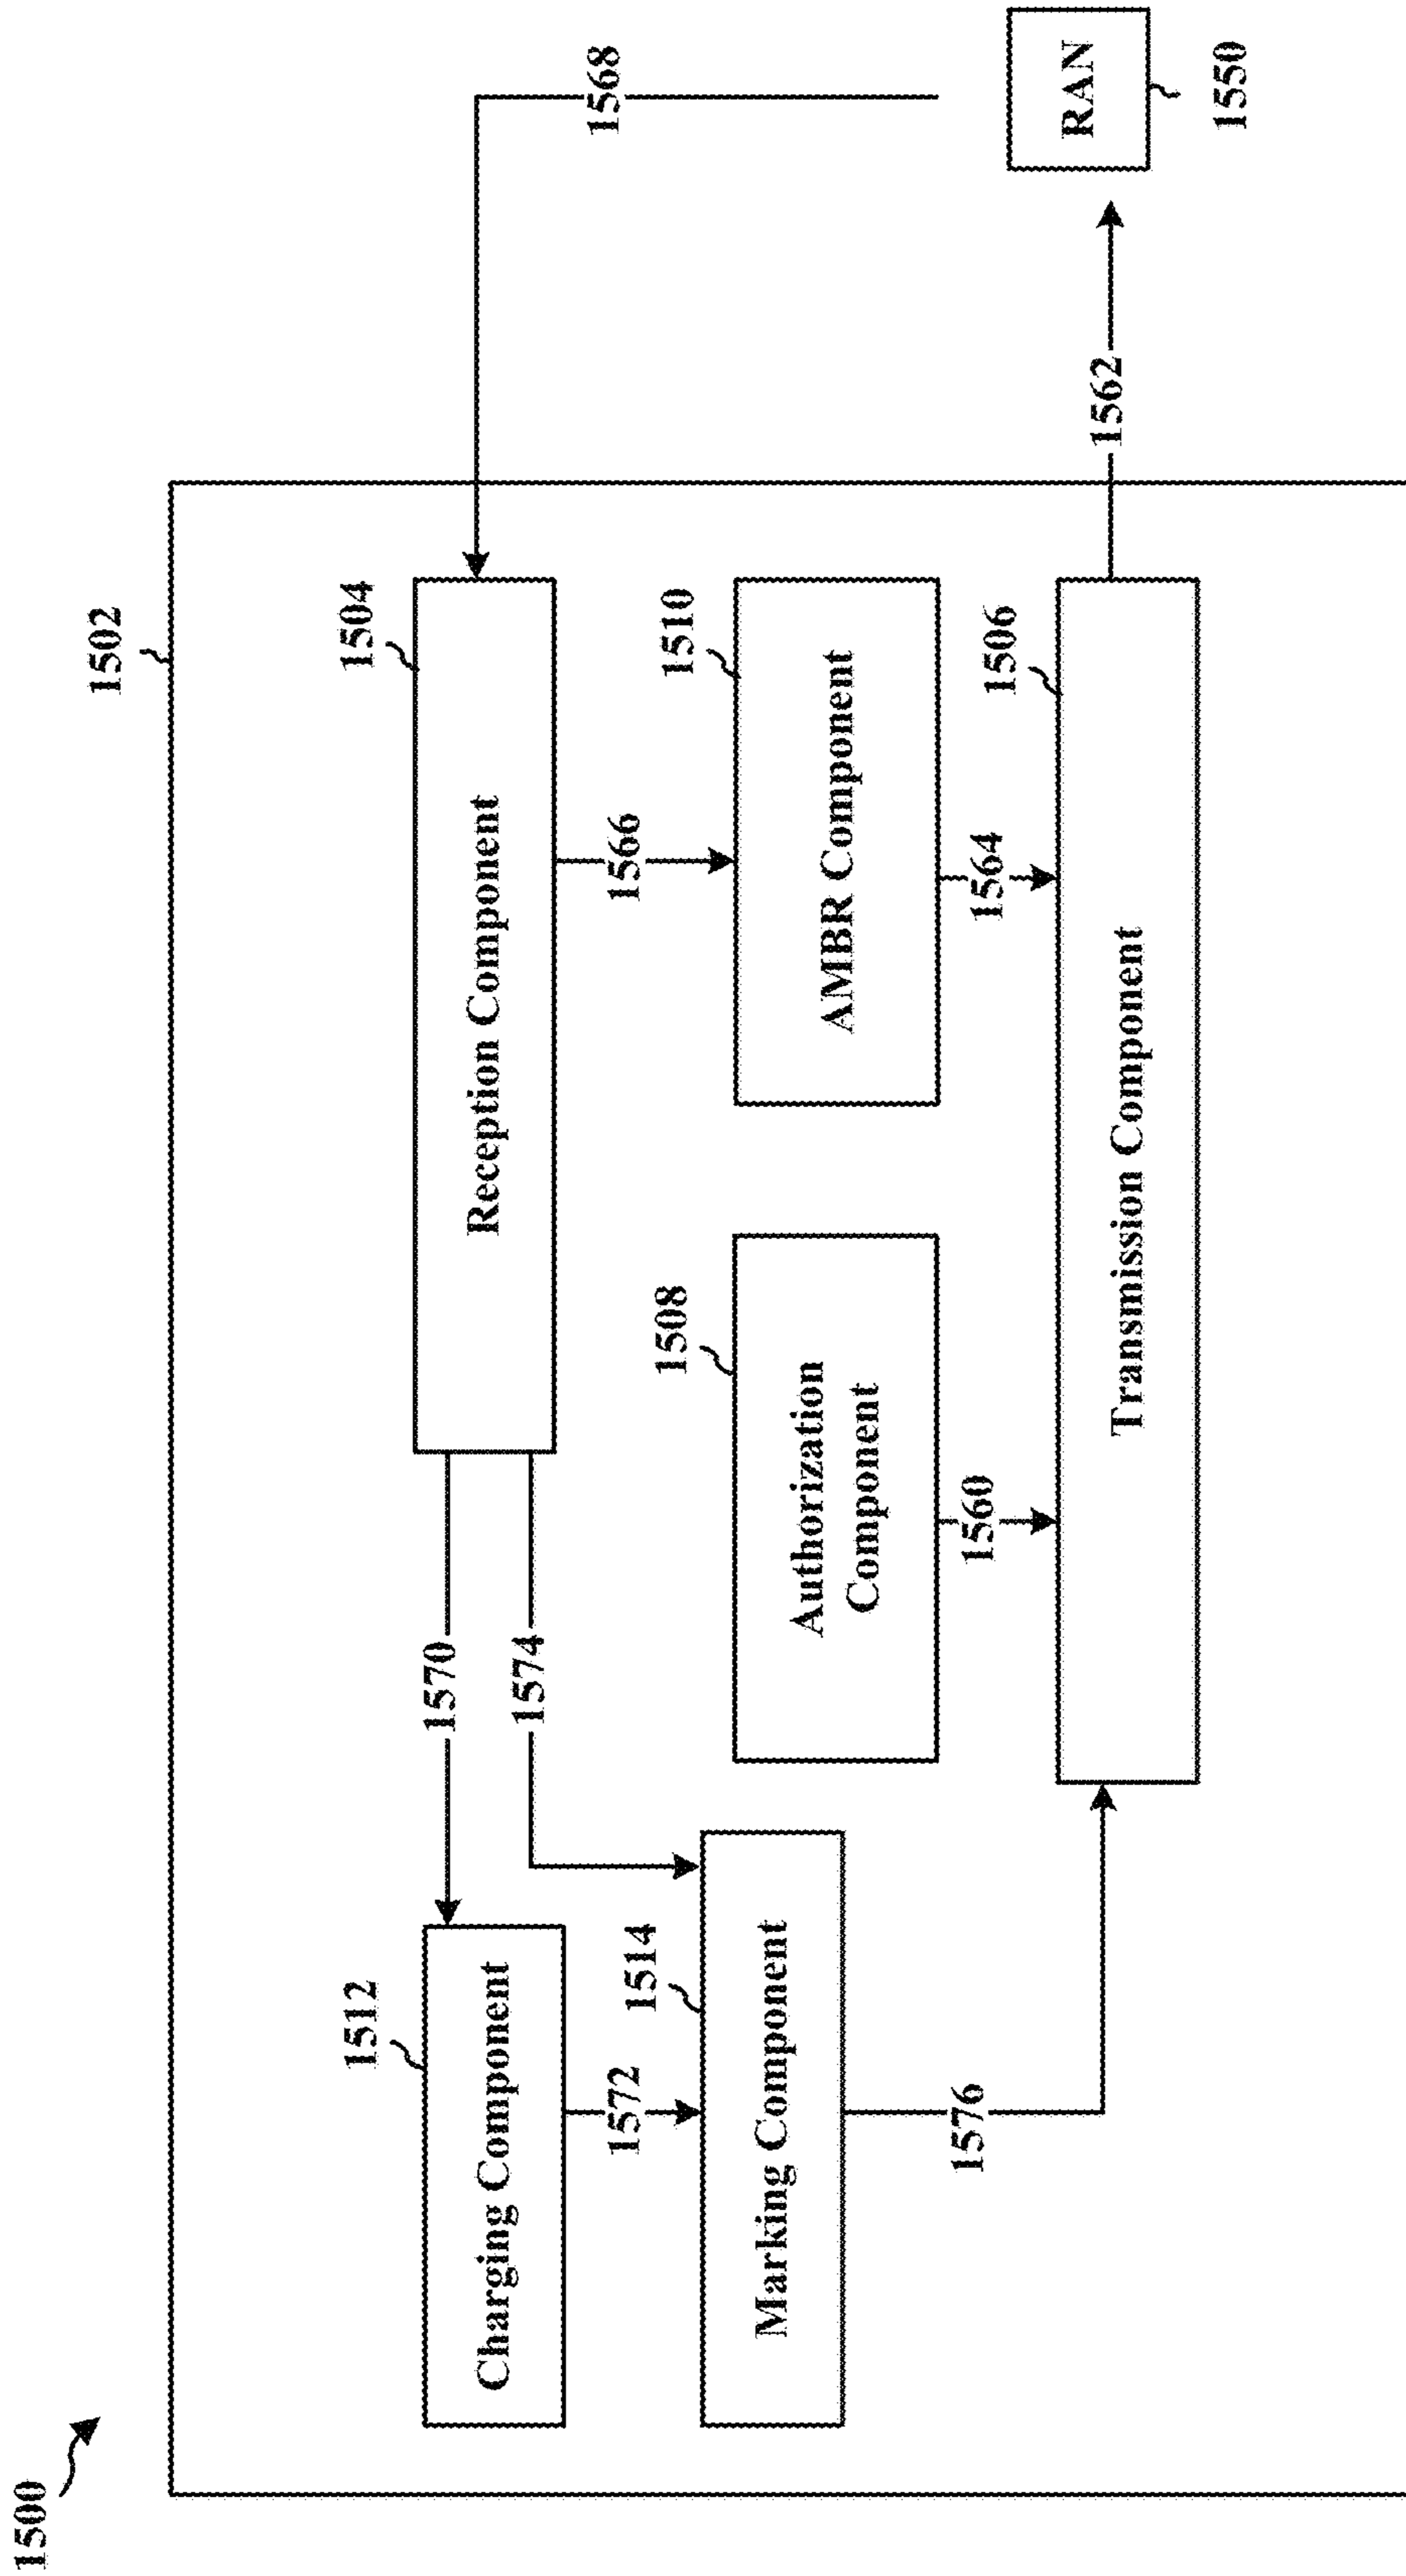 1500
1502
1512
Charging Component
1570
1504
Reception Component
1568
1572
1574
1566
1514
Marking Component
1508
Authorization
Component
1510
AMBR Component
1576
1560
1564
1506
Transmission Component
1562
RAN
1550